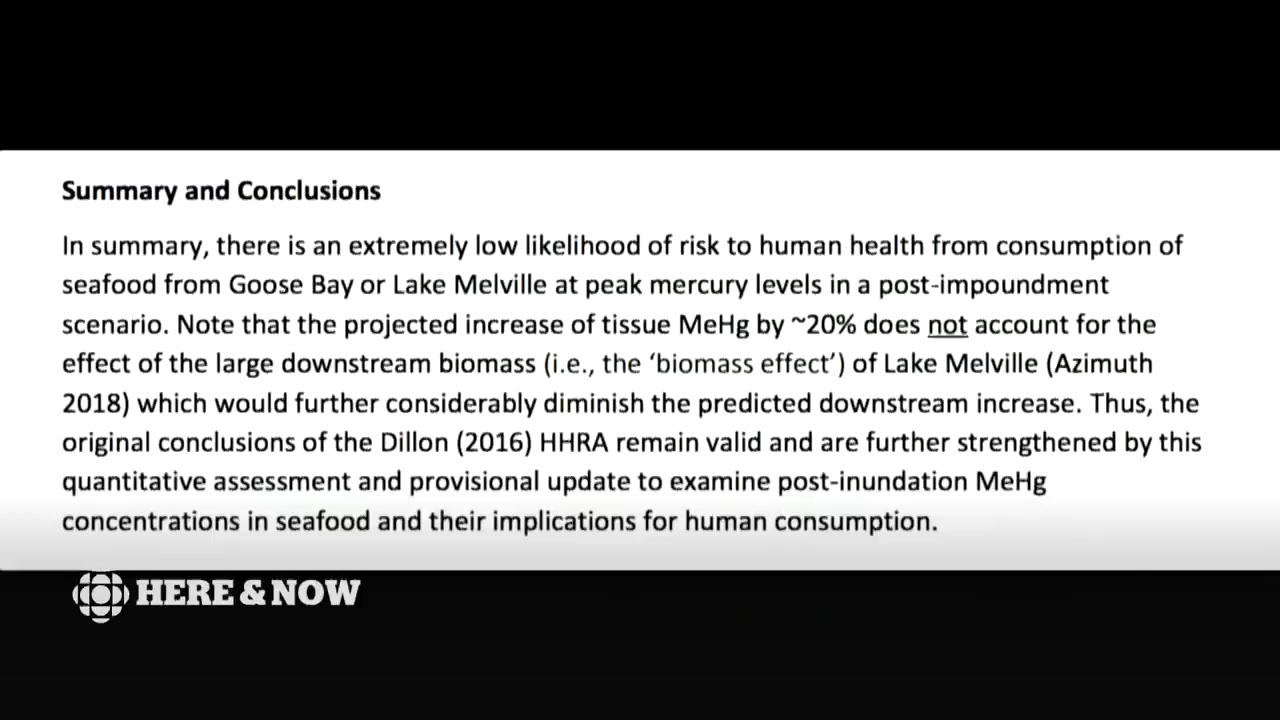 Summary and Conclusions
In summary, there is an extremely low likelihood of risk to human health from consumption of
seafood from Goose Bay or Lake Melville at peak mercury levels in a post-impoundment
scenario. Note that the projected increase of tissue MeHg by ~20% does not account for the
effect of the large downstream biomass (i.e., the ‘biomass effect’) of Lake Melville (Azimuth
2018) which would further considerably diminish the predicted downstream increase. Thus, the
original conclusions of the Dillon (2016) HHRA remain valid and are further strengthened by this
quantitative assessment and provisional update to examine post-inundation MeHg
concentrations in seafood and their implications for human consumption.
HERE & NOW